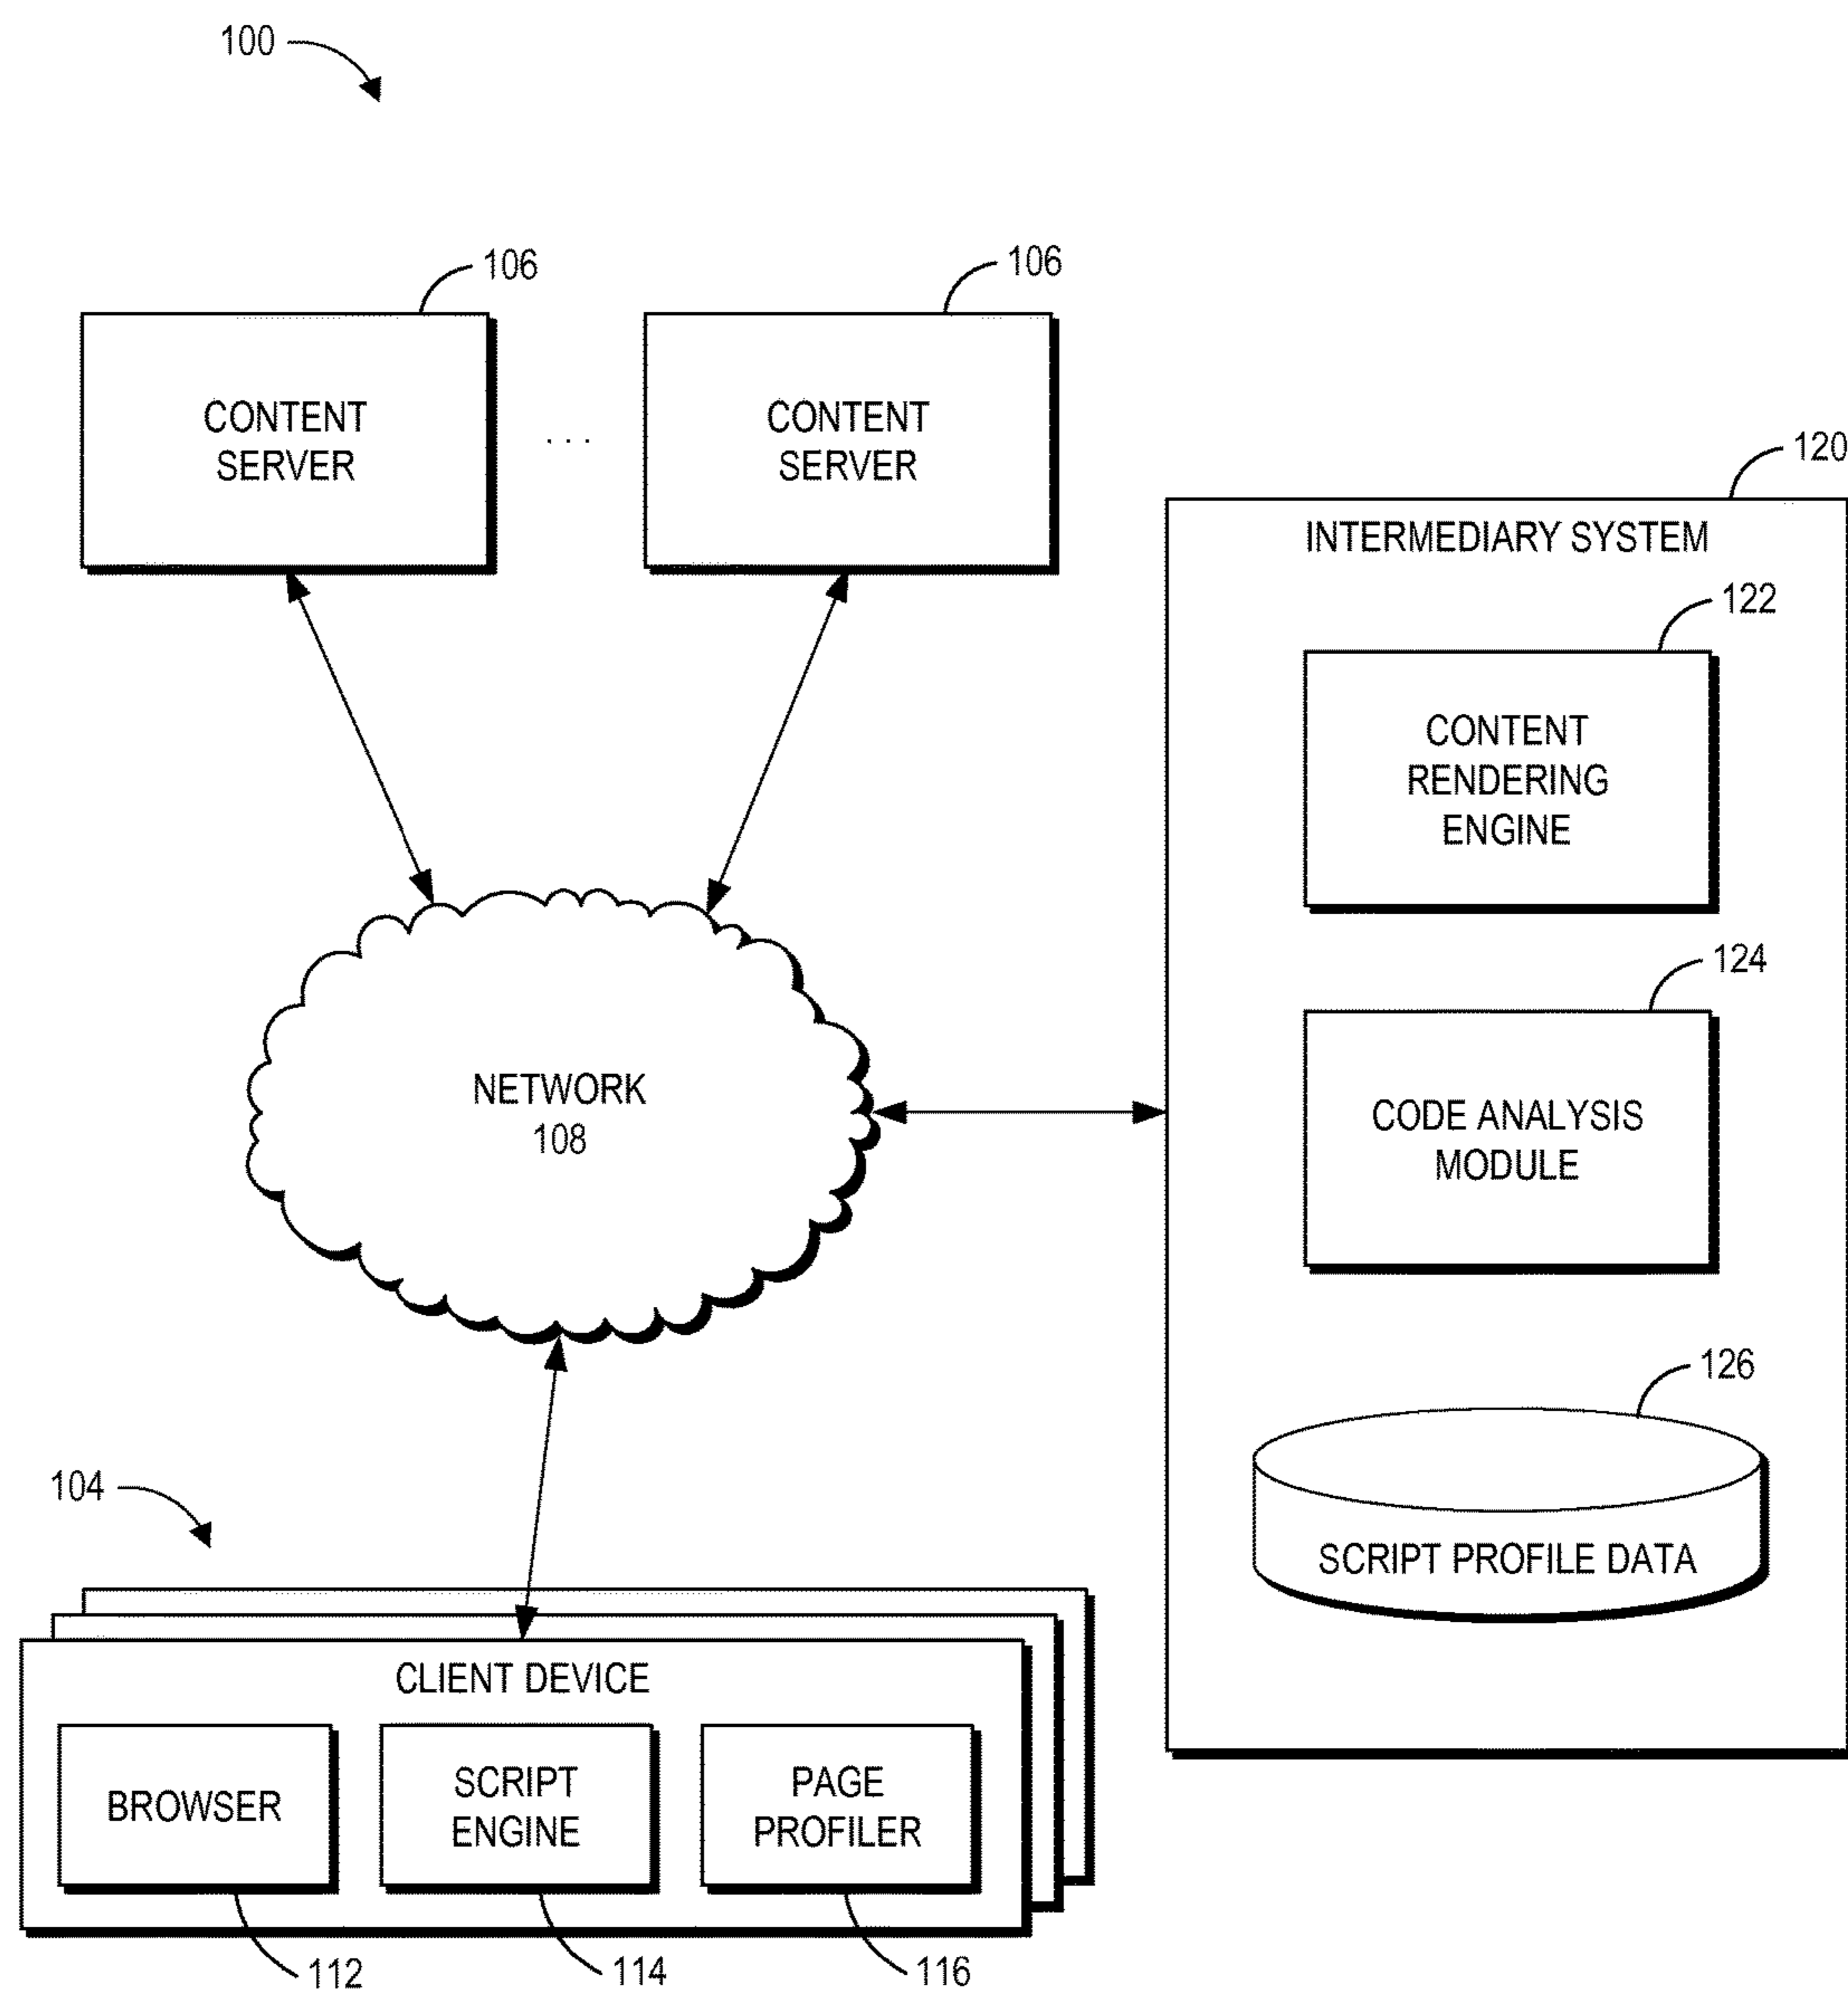 100
106
106
CONTENT
SERVER
...
CONTENT
SERVER
120
INTERMEDIARY SYSTEM
122
CONTENT
RENDERING
ENGINE
124
CODE ANALYSIS
MODULE
NETWORK
108
126
SCRIPT PROFILE DATA
104
CLIENT DEVICE
BROWSER
SCRIPT
ENGINE
PAGE
PROFILER
112
114
116